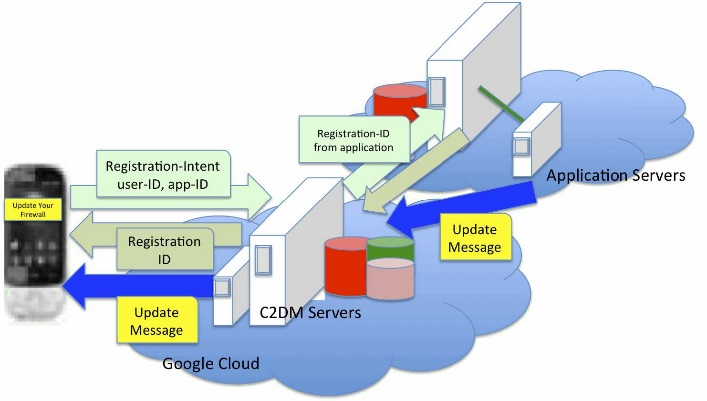 Registration-ID
from application
Registration-Intent
user-ID, app-ID
Application Servers
Update Your
Firewall
Registration
ID
Update
Message
C2DM Servers
Update
Message
Google Cloud